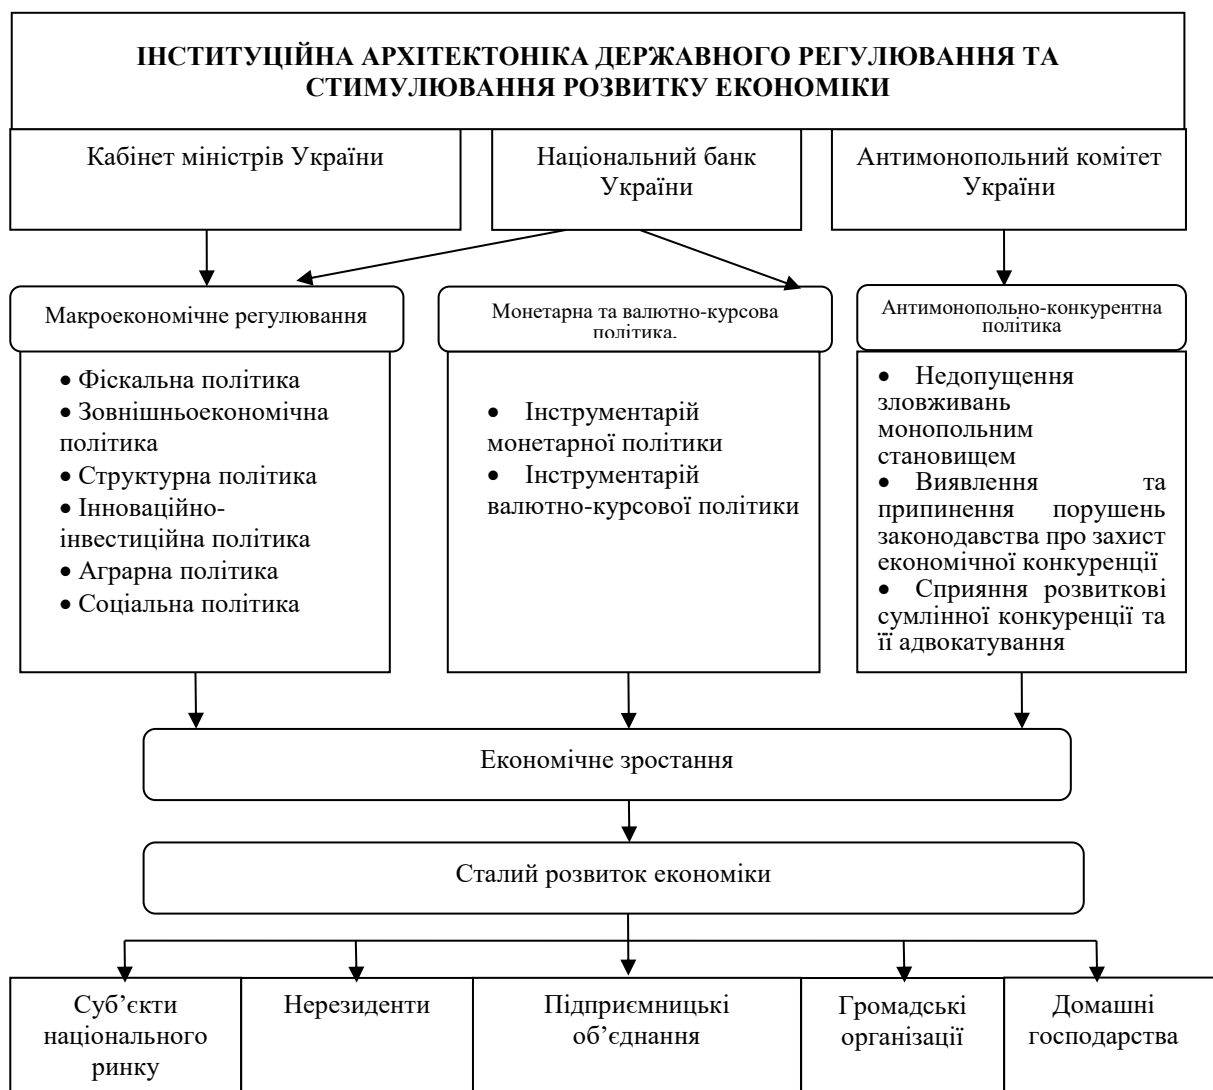 ІНСТИТУЦІЙНА АРХІТЕКТОНІКА ДЕРЖАВНОГО РЕГУЛЮВАННЯ ТА
СТИМУЛЮВАННЯ РОЗВИТКУ ЕКОНОМІКИ
Кабінет міністрів України
Національний банк
України
Антимонопольний комітет
України
Макроекономічне регулювання
Монетарна та валютно-курсова
політика.
Антимонопольно-конкурентна
політика
• Фіскальна політика
• Зовнішньоекономічна
політика
• Структурна політика
• Інноваційно-
інвестиційна політика
• Аграрна політика
• Соціальна політика
• Інструментарій
монетарної політики
• Інструментарій
валютно-курсової політики
• Недопущення
зловживань
монопольним
становищем
• Виявлення та
припинення порушень
законодавства про захист
економічної конкуренції
• Сприяння розвиткові
сумлінної конкуренції та
її адвокатування
Економічне зростання
Сталий розвиток економіки
Суб’єкти
національного
ринку
Нерезиденти
Підприємницькі
об’єднання
Громадські
організації
Домашні
господарства